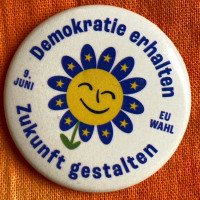 Demokratie erhalten
9.
JUNI
EU
WAHL
Zukunft gestalten